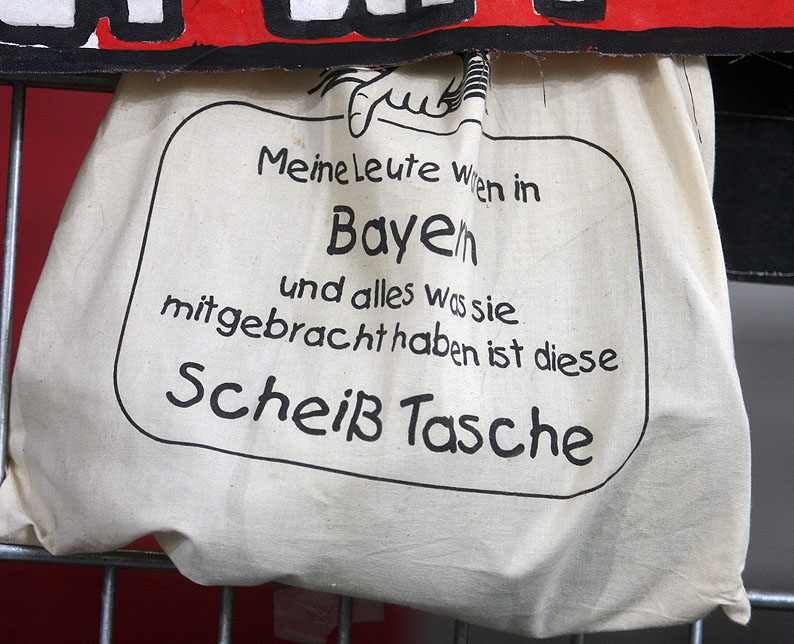 Meine Leute waren in
Bayern
und alles was sie
mitgebracht haben ist diese
Scheiß Tasche